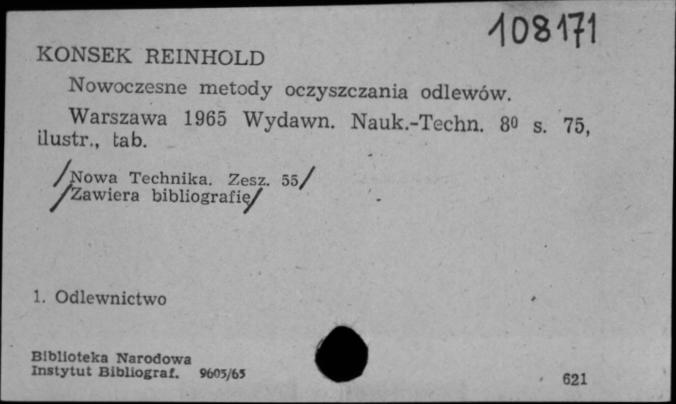 108171
KONSEK REINHOLD
Nowoczesne metody oczyszczania odlewów.
Warszawa 1965 Wydawn. Nauk.-Techn. 8⁰ s. 75,
ilustr., tab.
/Nowa Technika. Zesz. 55/
/Zawiera bibliografię/
1. Odlewnictwo
Biblioteka Narodowa
Instytut Bibliograf. 9605/65
621